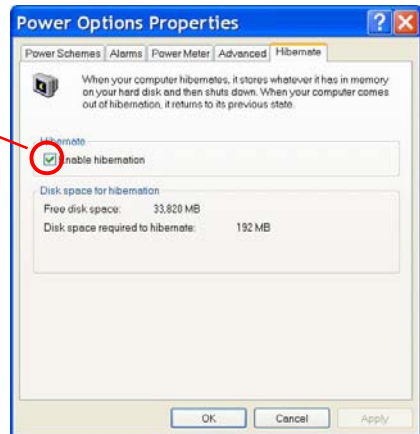 Power Options Properties
Power Schemes Alarms Power Meter Advanced Hibernate
When your computer hibernates, it stores whatever it has in memory
on your hard disk and then shuts down. When your computer comes
out of hibernation, it returns to its previous state.
Hibernate
Enable hibernation
Disk space for hibernation
Free disk space: 33,820 MB
Disk space required to hibernate: 192 MB
OK Cancel Apply